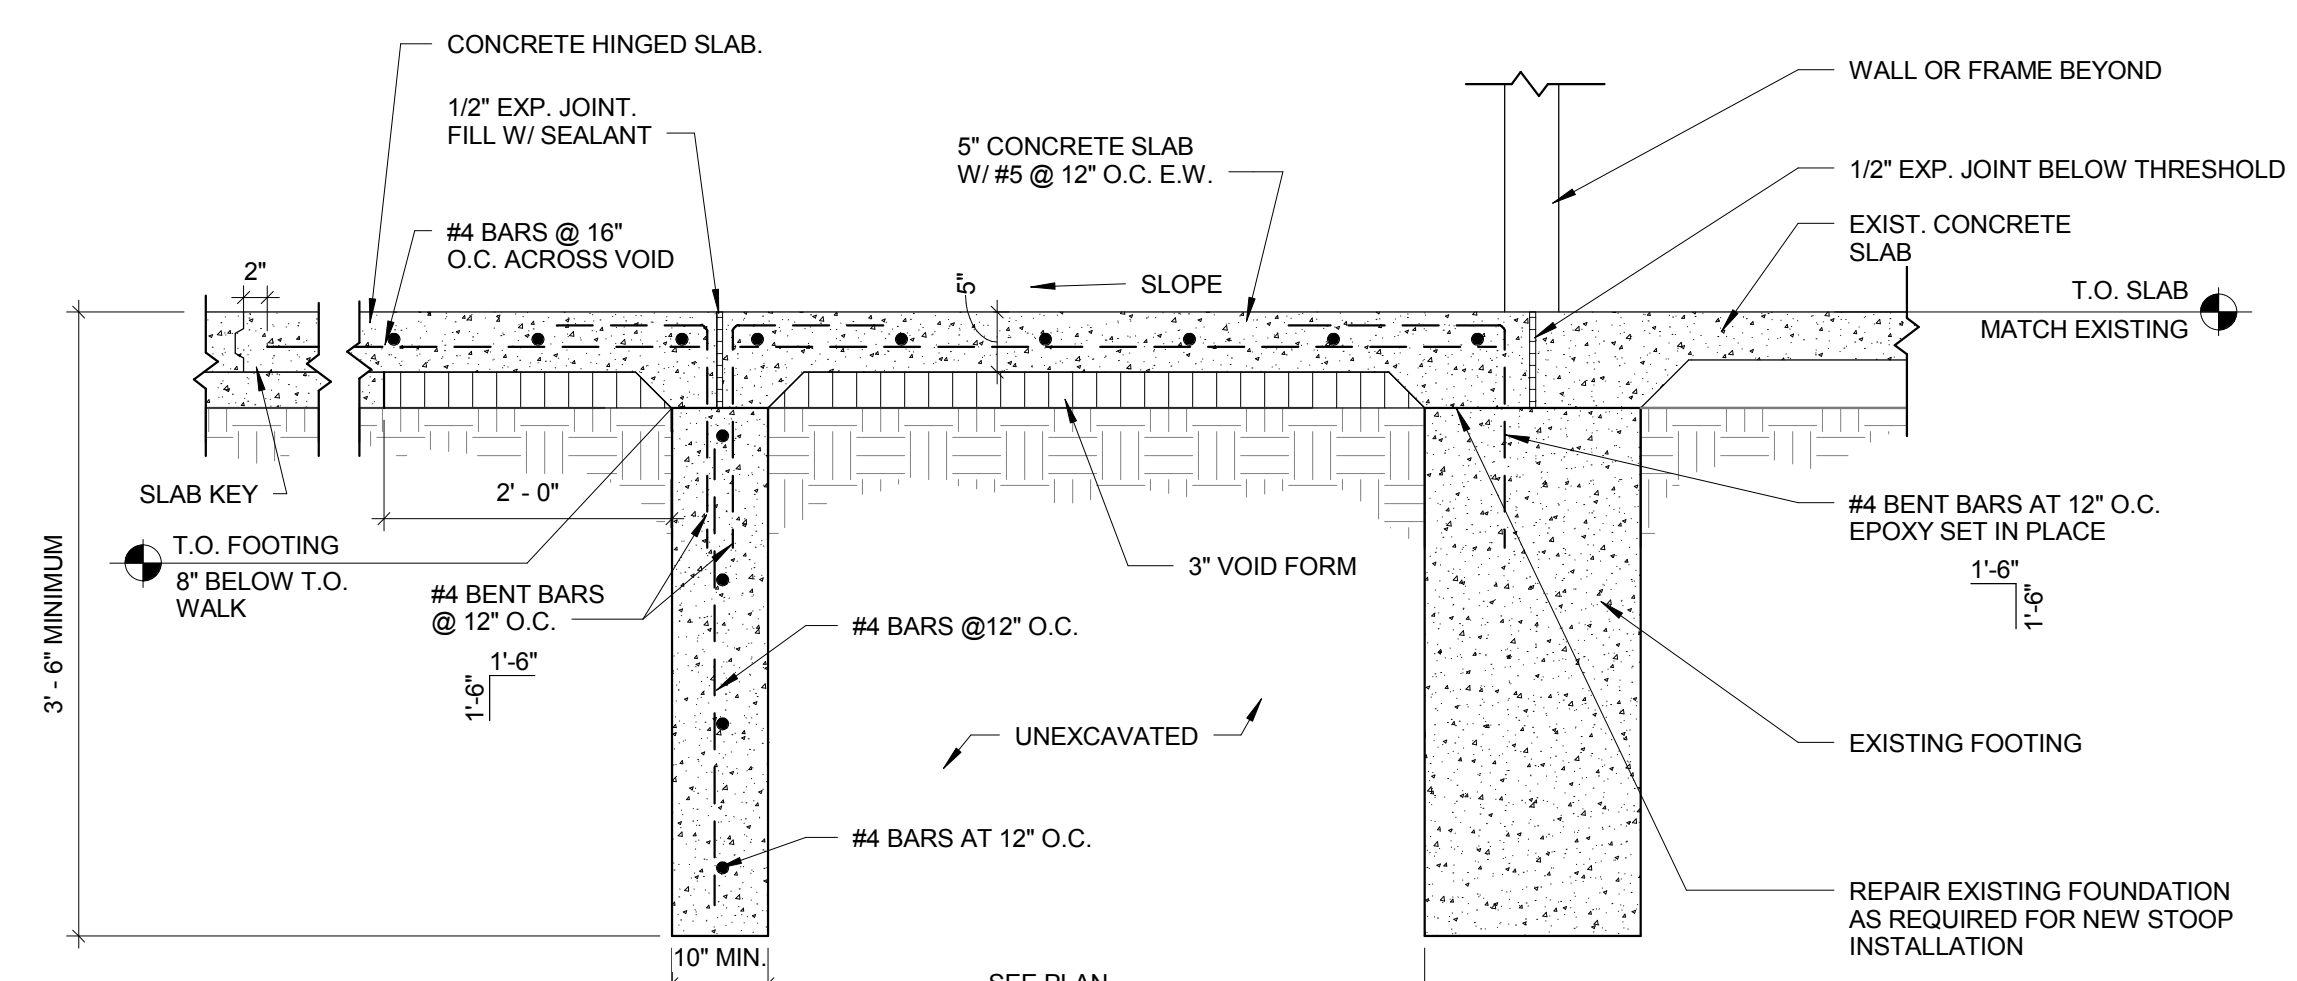 CONCRETE HINGED SLAB.
1/2" EXP. JOINT.
FILL W/ SEALANT
5" CONCRETE SLAB
W/ #5 @ 12" O.C. E.W.
WALL OR FRAME BEYOND
1/2" EXP. JOINT BELOW THRESHOLD
EXIST. CONCRETE
SLAB
#4 BARS @ 16"
O.C. ACROSS VOID
2"
5"
SLOPE
T.O. SLAB
MATCH EXISTING
SLAB KEY
2' - 0"
T.O. FOOTING
8" BELOW T.O.
WALK
3' - 6" MINIMUM
#4 BENT BARS
@ 12" O.C.
1'-6"
1'-6"
3" VOID FORM
#4 BENT BARS AT 12" O.C.
EPOXY SET IN PLACE
1'-6"
1'-6"
#4 BARS @12" O.C.
UNEXCAVATED
EXISTING FOOTING
#4 BARS AT 12" O.C.
REPAIR EXISTING FOUNDATION
AS REQUIRED FOR NEW STOOP
INSTALLATION
10" MIN.
SEE PLAN